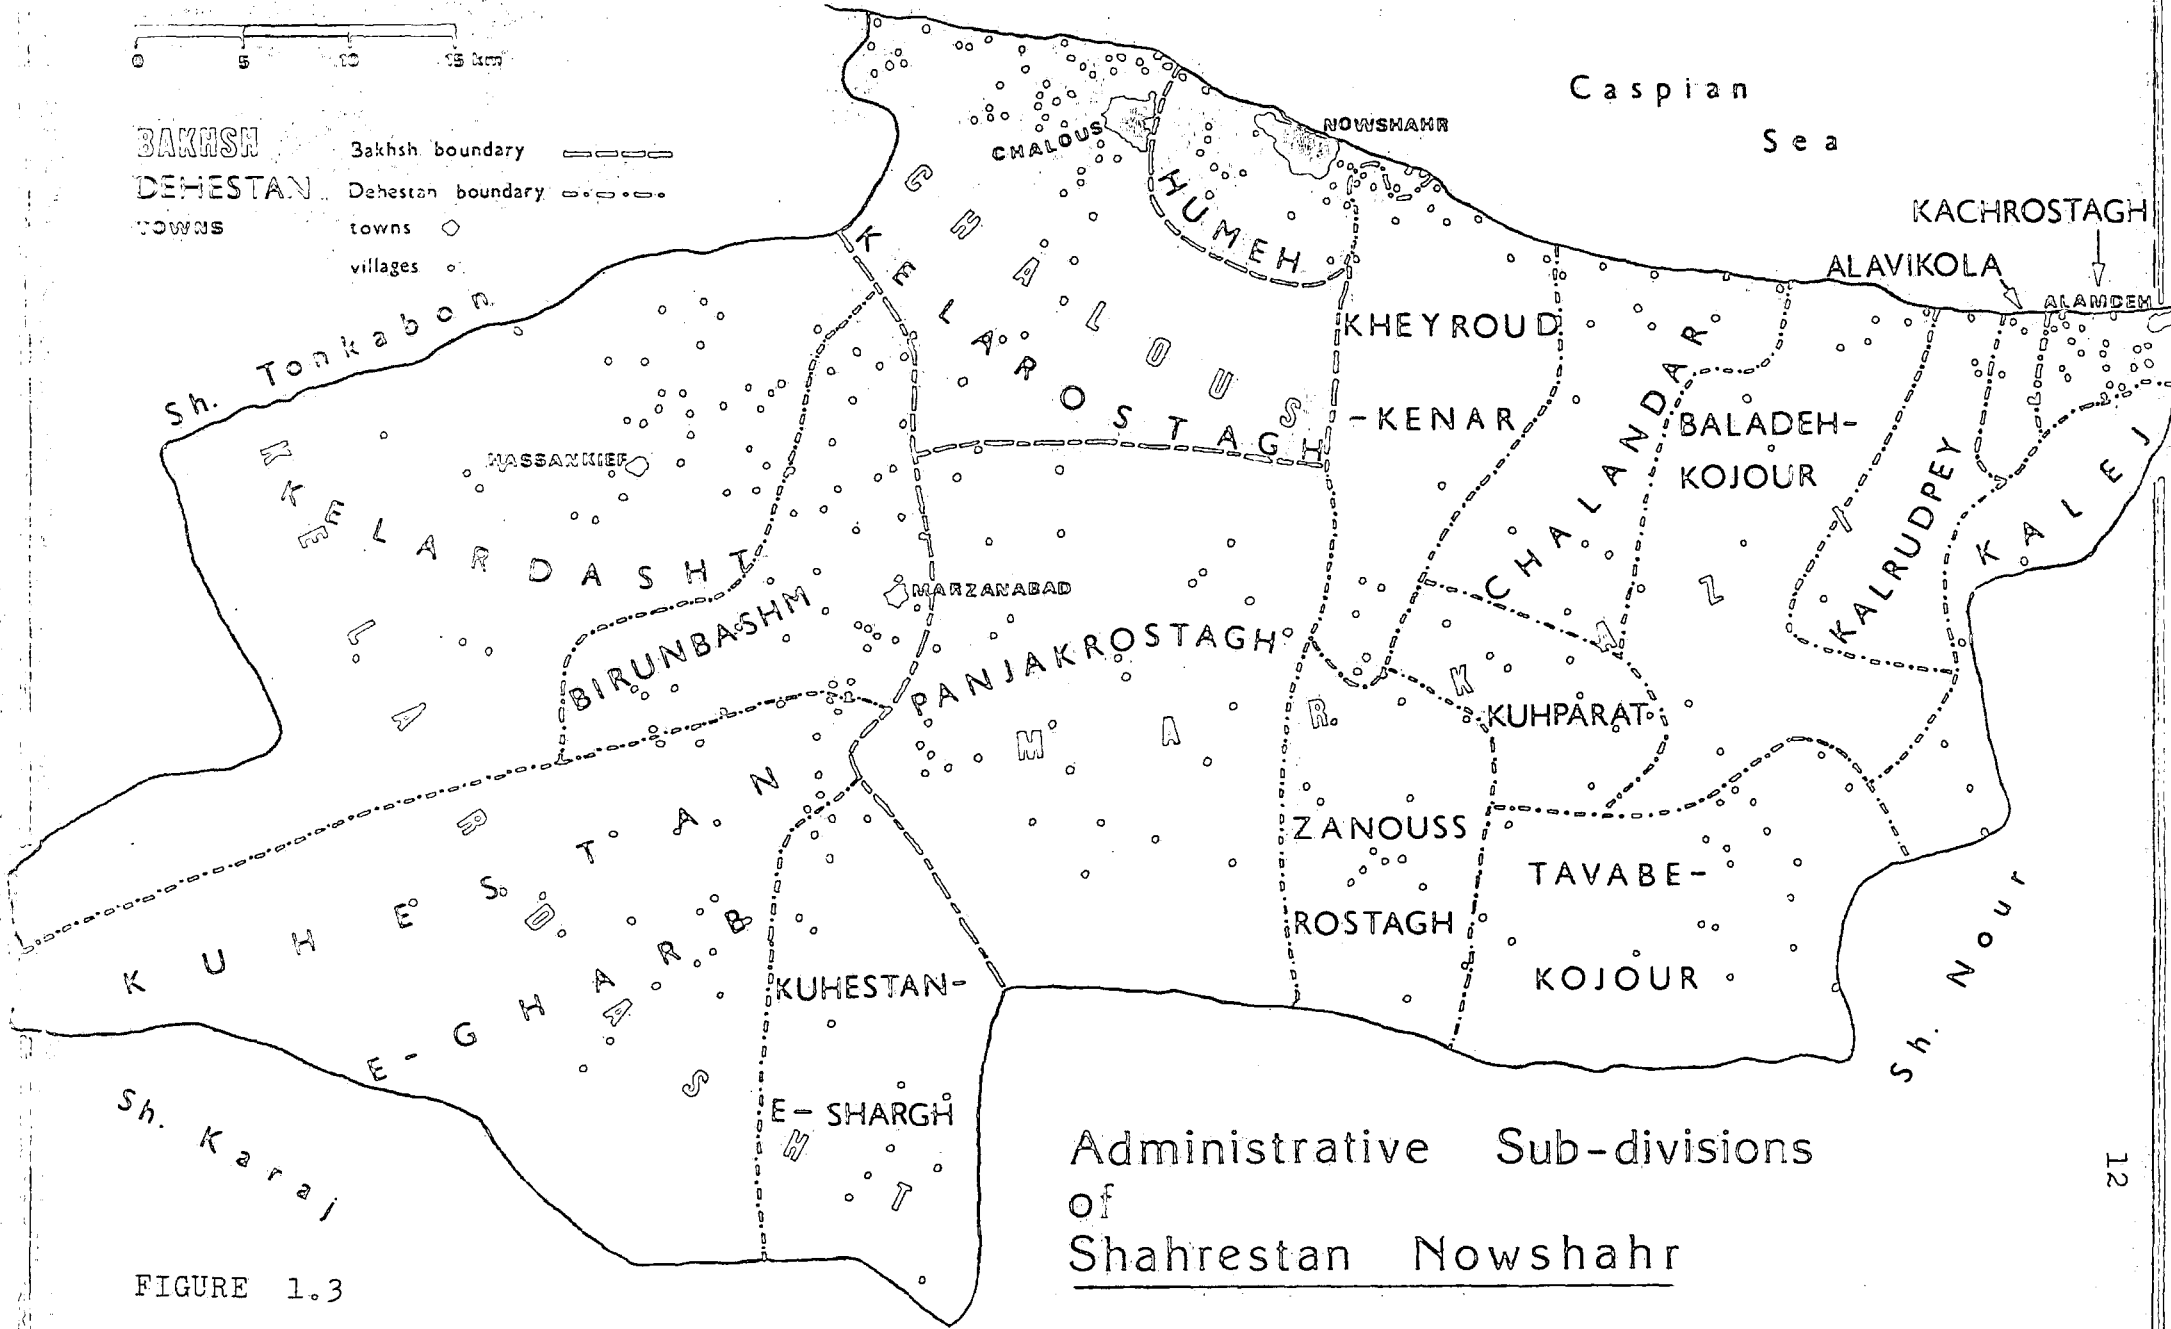 0 5 10 15 km
BAKHSH Bakhsh boundary
DEHESTAN Dehestan boundary
TOWNS towns
villages
Caspian
Sea
Sh. Tonkabon
Sh. Karaj
Sh. Nour
CHALOUS
NOWSHAHR
HUMEH
CHALOUS
KELAROSTAGH
KHEYROUD
-KENAR
CHALANDAR
BALADEH-
KOJOUR
KACHROSTAGH
ALAVIKOLA
ALAMDEH
KALRUDPEY
KALEJ
HASSANKIEF
KELARDASHT
KELARDASHT
BIRUNBASHM
MARZANABAD
PANJAKROSTAGH
MARKAZI
KUHPARAT
ZANOUSS
ROSTAGH
TAVABE-
KOJOUR
KUHESTAN
E-GHARB
KUHESTAN-
E-SHARGH
Administrative Sub-divisions
of
Shahrestan Nowshahr
FIGURE 1.3
12